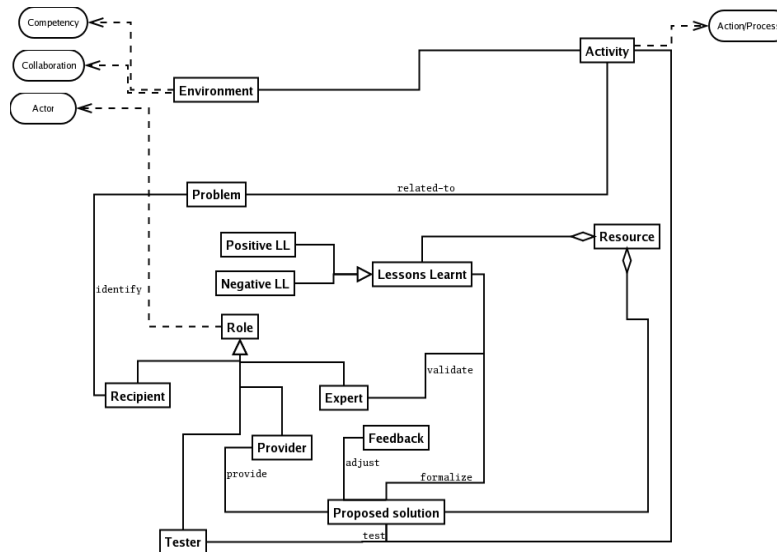 Competency
Action/Process
Activity
Collaboration
Environment
Actor
related-to
Problem
Resource
Positive LL
Lessons Learnt
Negative LL
identify
Role
validate
Recipient
Expert
Feedback
Provider
adjust
provide
formalize
Proposed solution
test
Tester